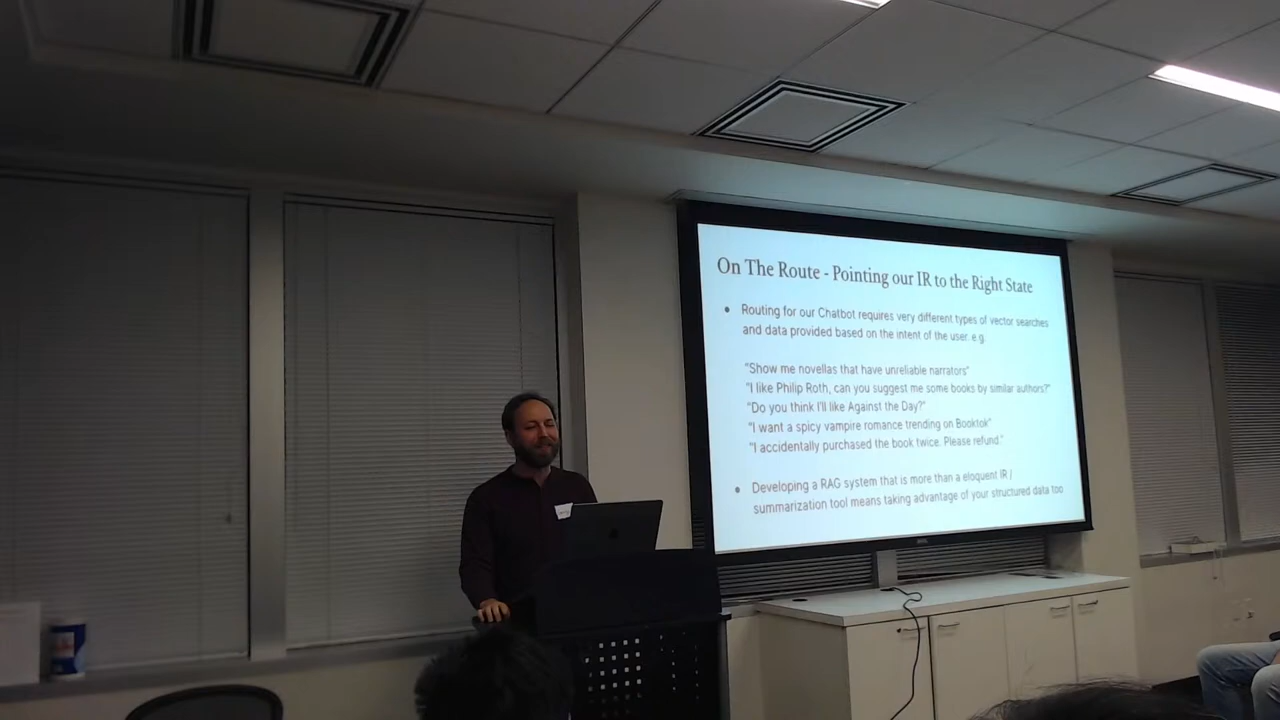 On The Route - Pointing our IR to the Right State
• Routing for our Chatbot requires very different types of vector searches
and data provided based on the intent of the user. e.g.
"Show me novellas that have unreliable narrators"
"I like Philip Roth, can you suggest me some books by similar authors?"
"Do you think I'll like Against the Day?"
"I want a spicy vampire romance trending on Booktok"
"I accidentally purchased the book twice. Please refund."
• Developing a RAG system that is more than a eloquent IR /
summarization tool means taking advantage of your structured data too